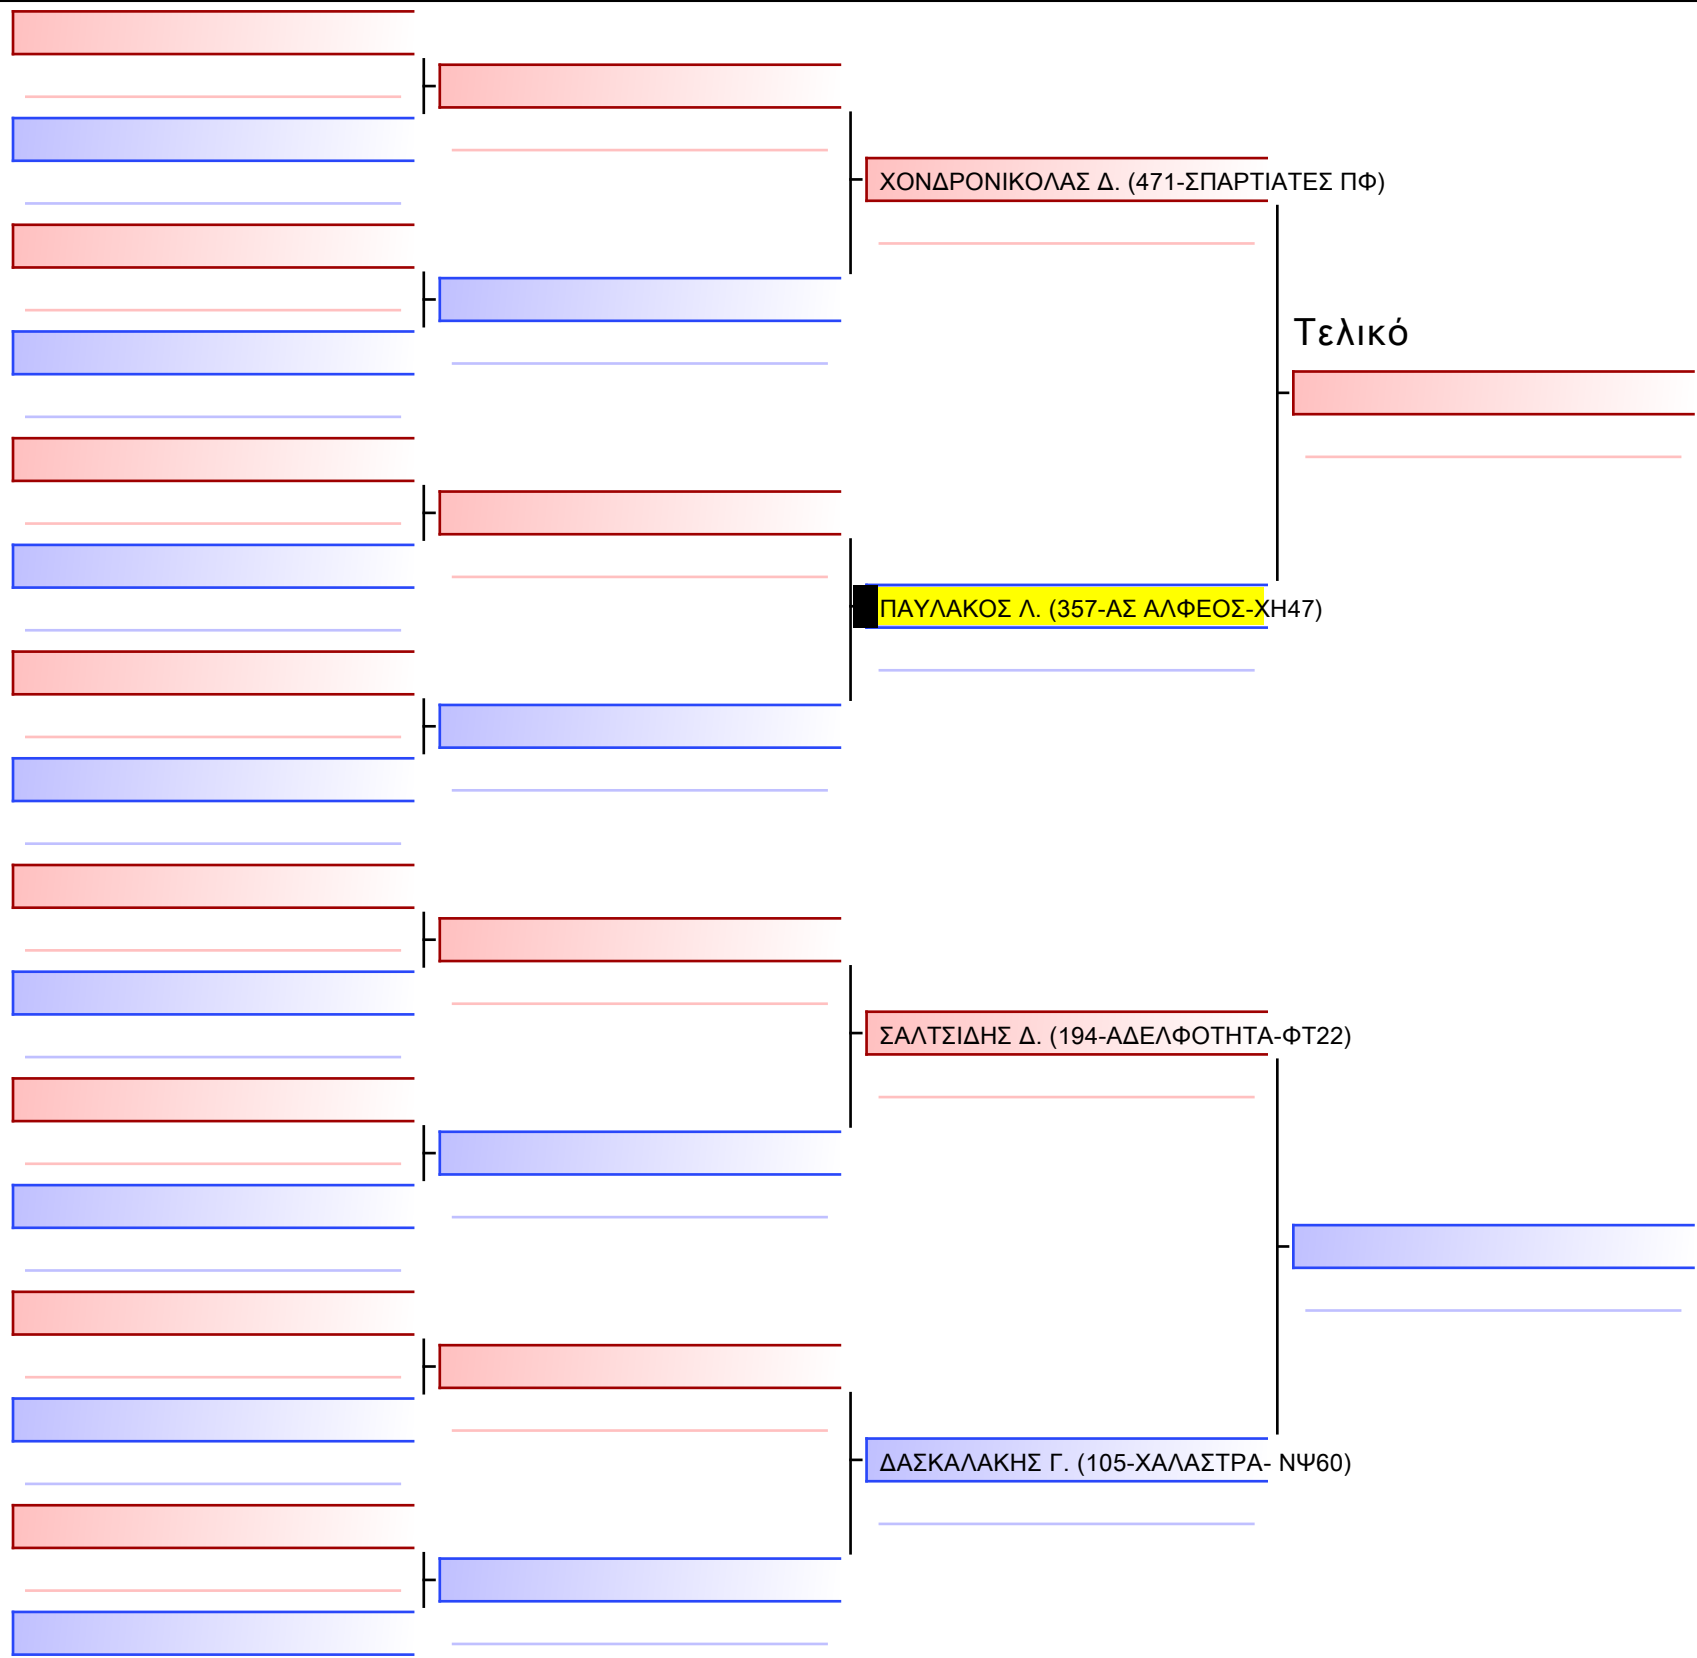 ΧΟΝΔΡΟΝΙΚΟΛΑΣ Δ. (471-ΣΠΑΡΤΙΑΤΕΣ ΠΦ)
Τελικό
ΠΑΥΛΑΚΟΣ Λ. (357-ΑΣ ΑΛΦΕΟΣ-ΧΗ47)
ΣΑΛΤΣΙΔΗΣ Δ. (194-ΑΔΕΛΦΟΤΗΤΑ-ΦΤ22)
ΔΑΣΚΑΛΑΚΗΣ Γ. (105-ΧΑΛΑΣΤΡΑ- ΝΨ60)